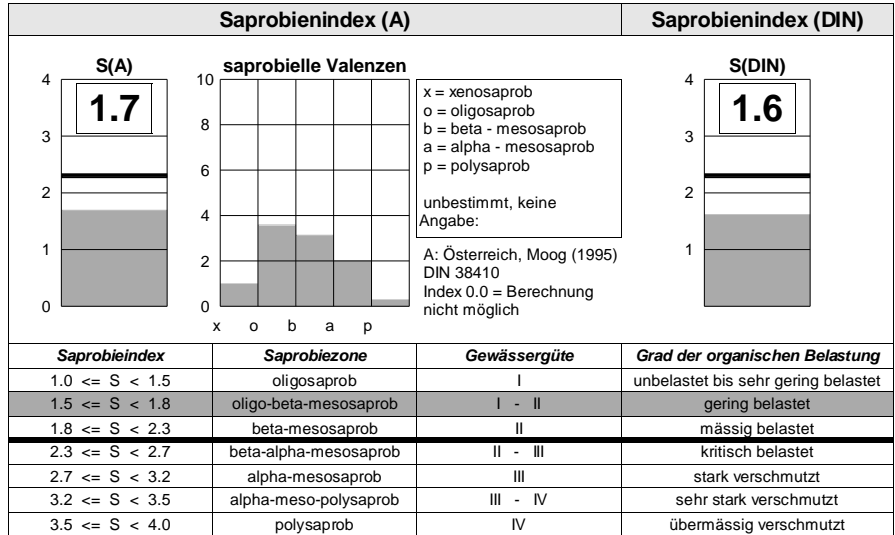 Saprobienindex (A)
Saprobienindex (DIN)
S(A)
4
3
2
1
0
1.7
saprobielle Valenzen
10
8
6
4
2
0
x o b a p
x = xenosaprob
o = oligosaprob
b = beta - mesosaprob
a = alpha - mesosaprob
p = polysaprob
unbestimmt, keine
Angabe:
A: Österreich, Moog (1995)
DIN 38410
Index 0.0 = Berechnung
nicht möglich
S(DIN)
4
3
2
1
1.6
Saprobieindex Saprobiezone Gewässergüte Grad der organischen Belastung
1.0 <= S < 1.5 oligosaprob I unbelastet bis sehr gering belastet
1.5 <= S < 1.8 oligo-beta-mesosaprob I - II gering belastet
1.8 <= S < 2.3 beta-mesosaprob II mässig belastet
2.3 <= S < 2.7 beta-alpha-mesosaprob II - III kritisch belastet
2.7 <= S < 3.2 alpha-mesosaprob III stark verschmutzt
3.2 <= S < 3.5 alpha-meso-polysaprob III - IV sehr stark verschmutzt
3.5 <= S < 4.0 polysaprob IV übermässig verschmutzt